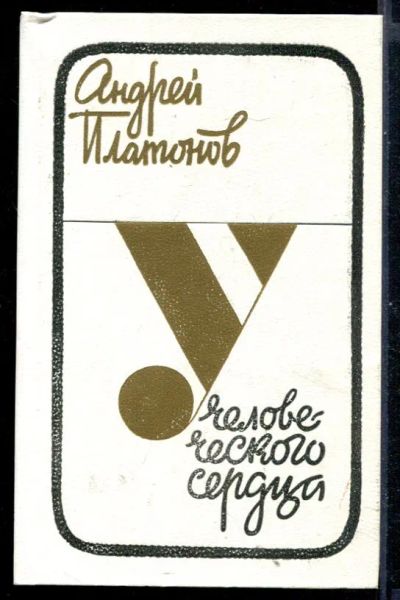 Андрей
Платонов
У
челове-
ческого
сердца